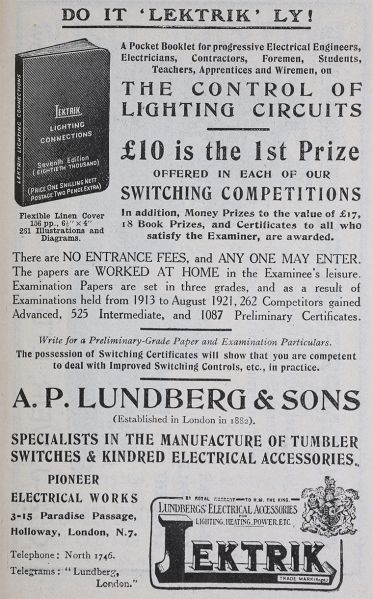 DO IT 'LEKTRIK' LY!
LEKTRIK LIGHTING CONNECTIONS
LEKTRIK
LIGHTING
CONNECTIONS
Seventh Edition
(EIGHTIETH THOUSAND)
(PRICE ONE SHILLING NETT
POSTAGE TWO PENCE EXTRA)
Flexible Linen Cover
156 pp., 6½" × 4"
251 Illustrations and
Diagrams.
A Pocket Booklet for progressive Electrical Engineers,
Electricians, Contractors, Foremen, Students,
Teachers, Apprentices and Wiremen, on
THE CONTROL OF
LIGHTING CIRCUITS
£10 is the 1st Prize
OFFERED IN EACH OF OUR
SWITCHING COMPETITIONS
In addition, Money Prizes to the value of £17,
18 Book Prizes, and Certificates to all who
satisfy the Examiner, are awarded.
There are NO ENTRANCE FEES, and ANY ONE MAY ENTER.
The papers are WORKED AT HOME in the Examinee's leisure.
Examination Papers are set in three grades, and as a result of
Examinations held from 1913 to August 1921, 262 Competitors gained
Advanced, 525 Intermediate, and 1087 Preliminary Certificates.
Write for a Preliminary-Grade Paper and Examination Particulars.
The possession of Switching Certificates will show that you are competent
to deal with Improved Switching Controls, etc., in practice.
A. P. LUNDBERG & SONS
(Established in London in 1882).
SPECIALISTS IN THE MANUFACTURE OF TUMBLER
SWITCHES & KINDRED ELECTRICAL ACCESSORIES.
PIONEER
ELECTRICAL WORKS
3-15 Paradise Passage,
Holloway, London, N.7.
Telephone: North 1746.
Telegrams: "Lundberg,
London."
BY ROYAL WARRANT TO H.M. THE KING.
LUNDBERGS' ELECTRICAL ACCESSORIES
FOR
LIGHTING, HEATING, POWER, ETC.
LEKTRIK
TRADE MARK (Regd.)